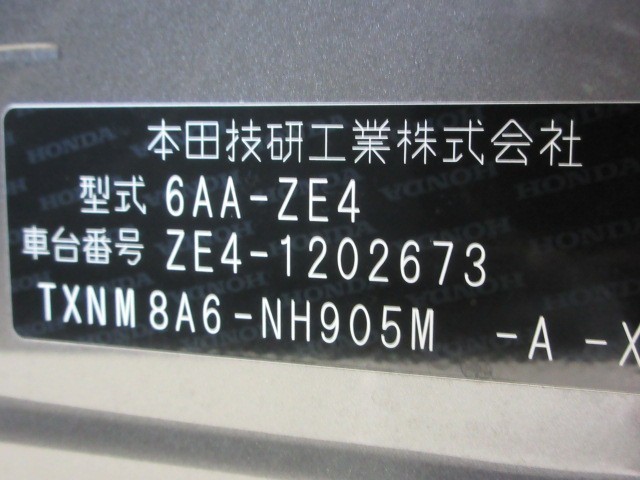 本田技研工業株式会社
型式 6AA-ZE4
車台番号 ZE4-1202673
TXNM 8A6-NH905M -A -X